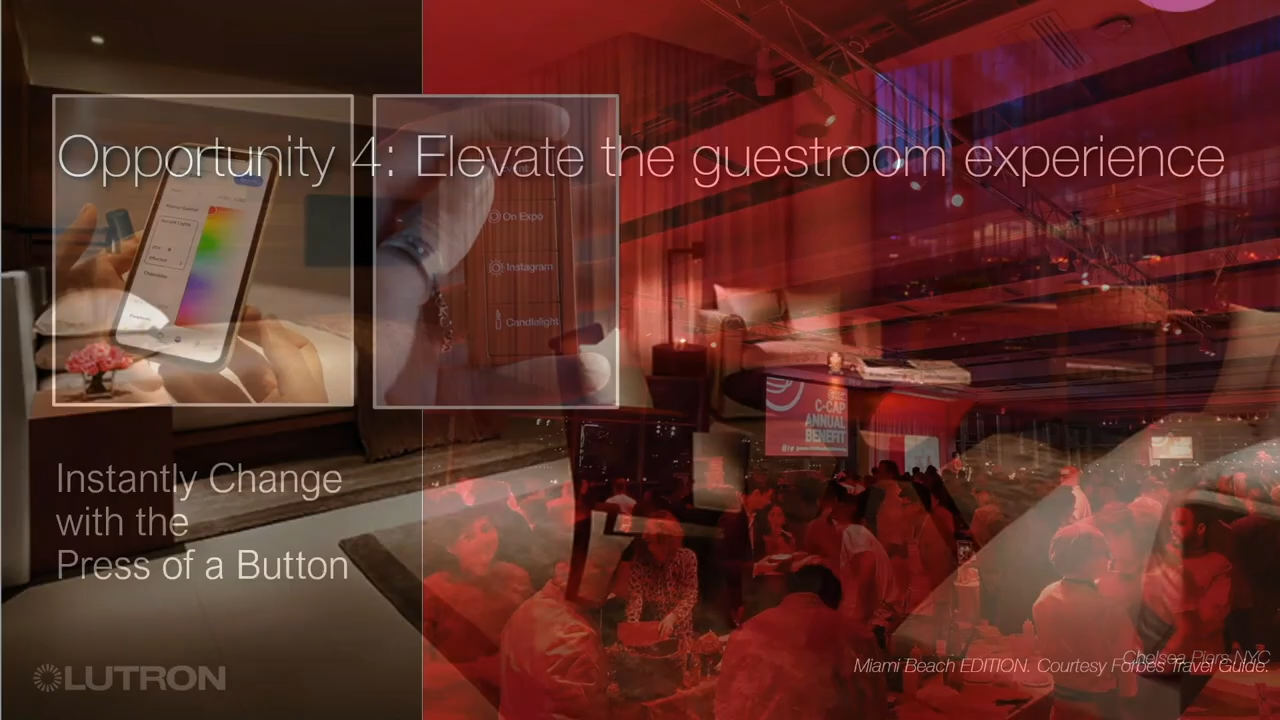 Opportunity 4: Elevate the guestroom experience
On Expo
Instagram
Candlelight
C-CAP
ANNUAL
BENEFIT
Instantly Change
with the
Press of a Button
LUTRON
Chelsea Piers NYC
Miami Beach EDITION. Courtesy Forbes Travel Guide.